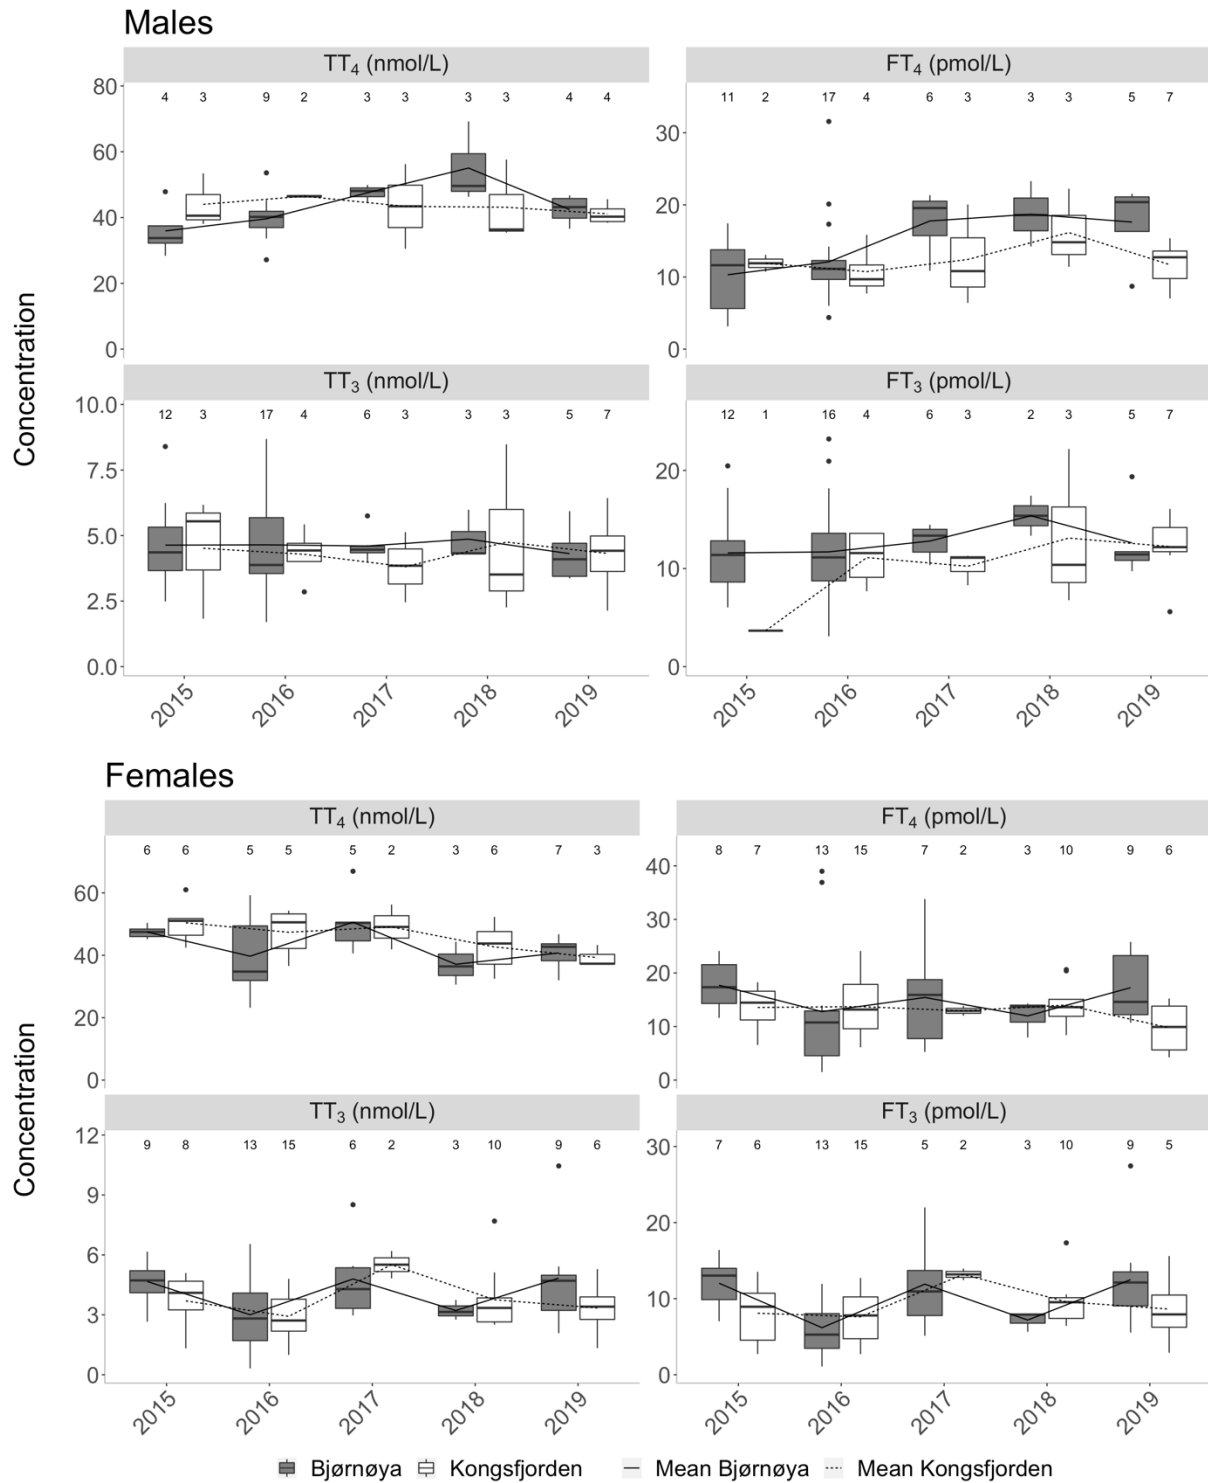 Males
TT₄ (nmol/L) FT₄ (pmol/L)
80 4 3 9 2 3 3 3 3 4 4 11 2 17 4 6 3 3 3 5 7
60 30
40 20
20 10
0 0
TT₃ (nmol/L) FT₃ (pmol/L)
10.0 12 3 17 4 6 3 3 3 5 7 12 1 16 4 6 3 2 3 5 7
7.5 20
5.0 10
2.5
0.0 0
Concentration
2015 2016 2017 2018 2019 2015 2016 2017 2018 2019
Females
TT₄ (nmol/L) FT₄ (pmol/L)
6 6 5 5 5 2 3 6 7 3 8 7 13 15 7 2 3 10 9 6
60 40
40 30
20 20
0 10
0
TT₃ (nmol/L) FT₃ (pmol/L)
12 9 8 13 15 6 2 3 10 9 6 30 7 6 13 15 5 2 3 10 9 5
9 20
6 10
3
0 0
Concentration
2015 2016 2017 2018 2019 2015 2016 2017 2018 2019
Bjørnøya Kongsfjorden Mean Bjørnøya Mean Kongsfjorden